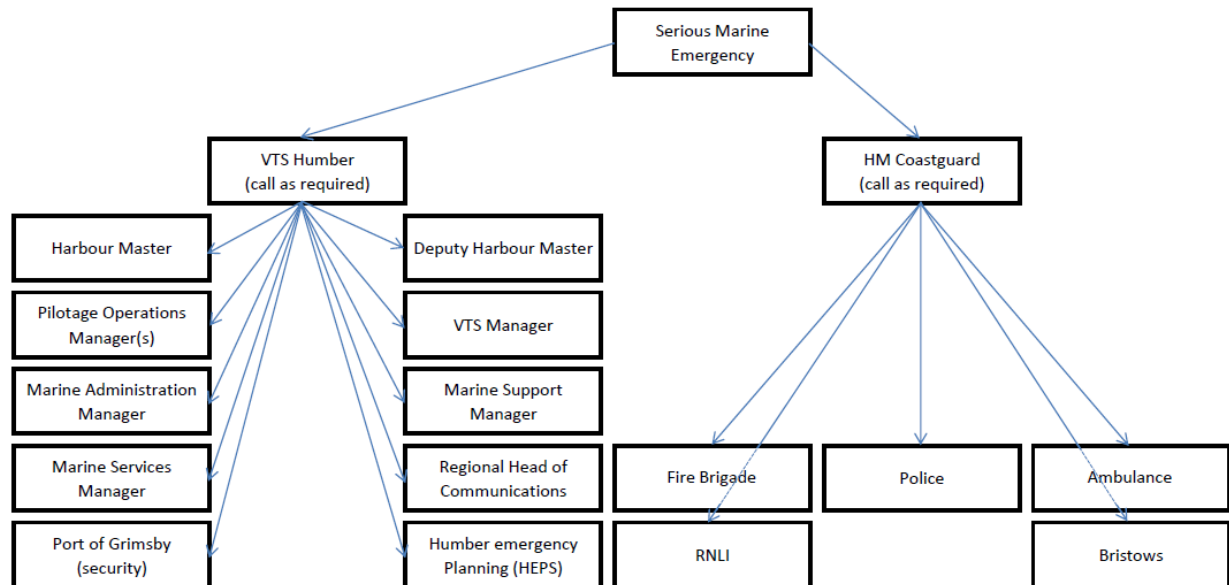 Serious Marine
Emergency
VTS Humber
(call as required)
HM Coastguard
(call as required)
Harbour Master
Deputy Harbour Master
Pilotage Operations
Manager(s)
VTS Manager
Marine Administration
Manager
Marine Support
Manager
Marine Services
Manager
Regional Head of
Communications
Fire Brigade
Police
Ambulance
Port of Grimsby
(security)
Humber emergency
Planning (HEPS)
RNLI
Bristows